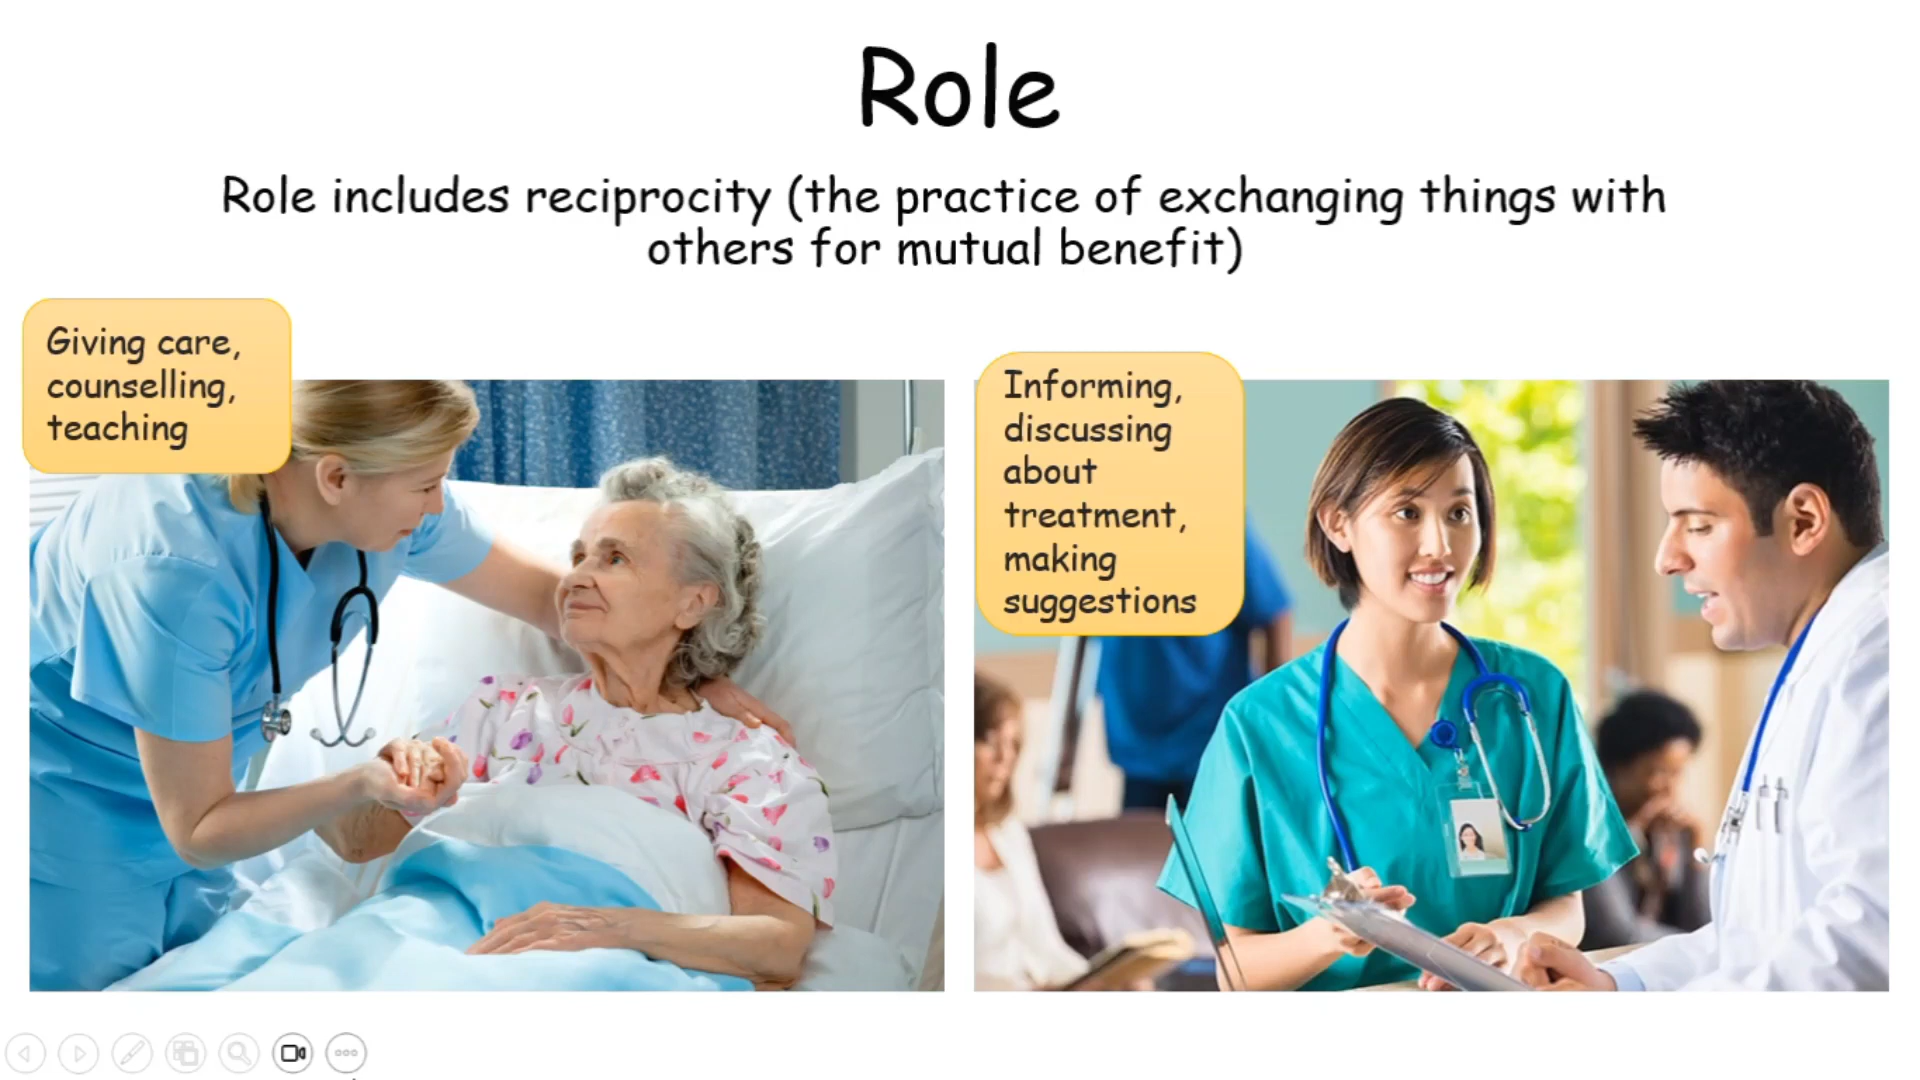 Role
Role includes reciprocity (the practice of exchanging things with
others for mutual benefit)
Giving care,
counselling,
teaching
Informing,
discussing
about
treatment,
making
suggestions